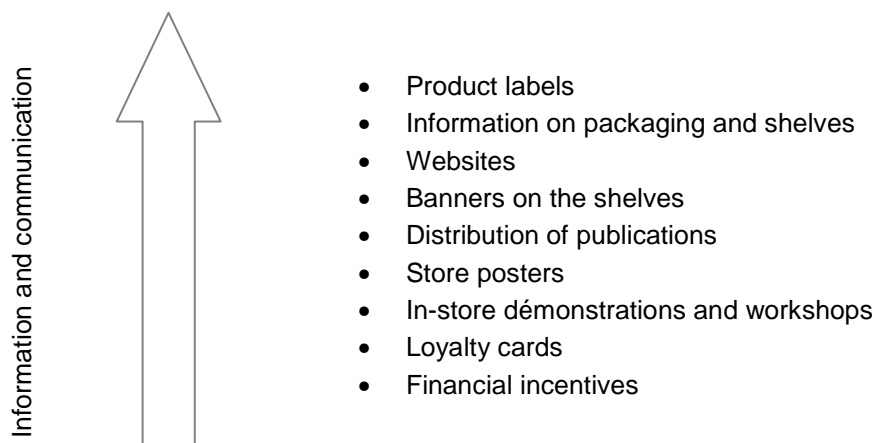 Information and communication
• Product labels
• Information on packaging and shelves
• Websites
• Banners on the shelves
• Distribution of publications
• Store posters
• In-store démonstrations and workshops
• Loyalty cards
• Financial incentives